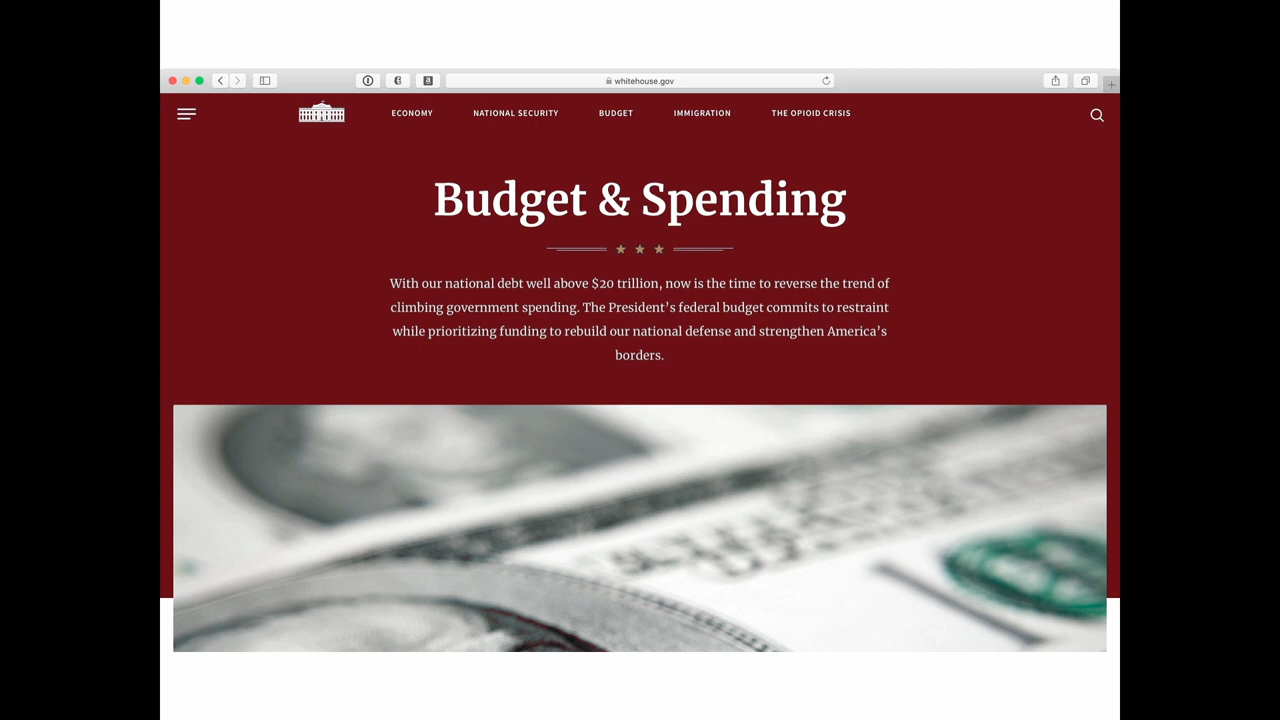 whitehouse.gov
ECONOMY NATIONAL SECURITY BUDGET IMMIGRATION THE OPIOID CRISIS
Budget & Spending
With our national debt well above $20 trillion, now is the time to reverse the trend of
climbing government spending. The President’s federal budget commits to restraint
while prioritizing funding to rebuild our national defense and strengthen America’s
borders.